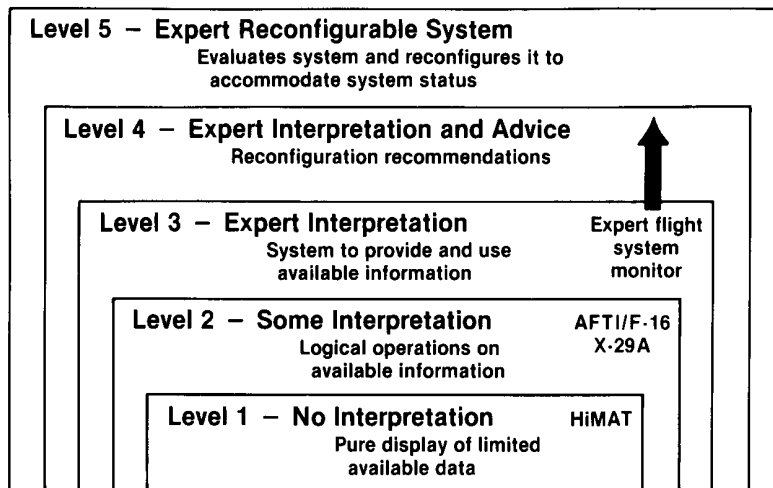 Level 5 – Expert Reconfigurable System
Evaluates system and reconfigures it to
accommodate system status
Level 4 – Expert Interpretation and Advice
Reconfiguration recommendations
Level 3 – Expert Interpretation
System to provide and use
available information
Expert flight
system
monitor
Level 2 – Some Interpretation
Logical operations on
available information
AFTI/F-16
X-29A
Level 1 – No Interpretation
Pure display of limited
available data
HiMAT